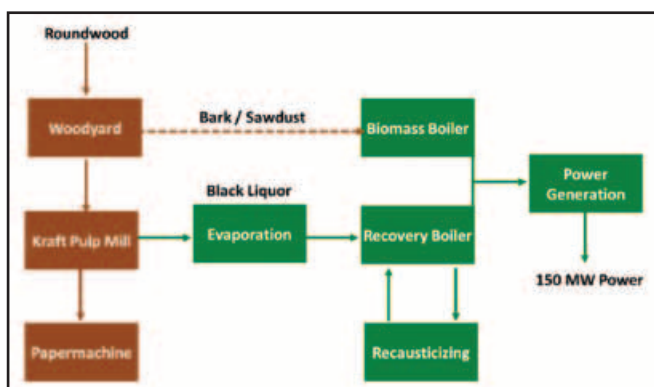 Roundwood
Woodyard
Bark / Sawdust
Biomass Boiler
Power
Generation
Black Liquor
Kraft Pulp Mill
Evaporation
Recovery Boiler
150 MW Power
Papermachine
Recausticizing